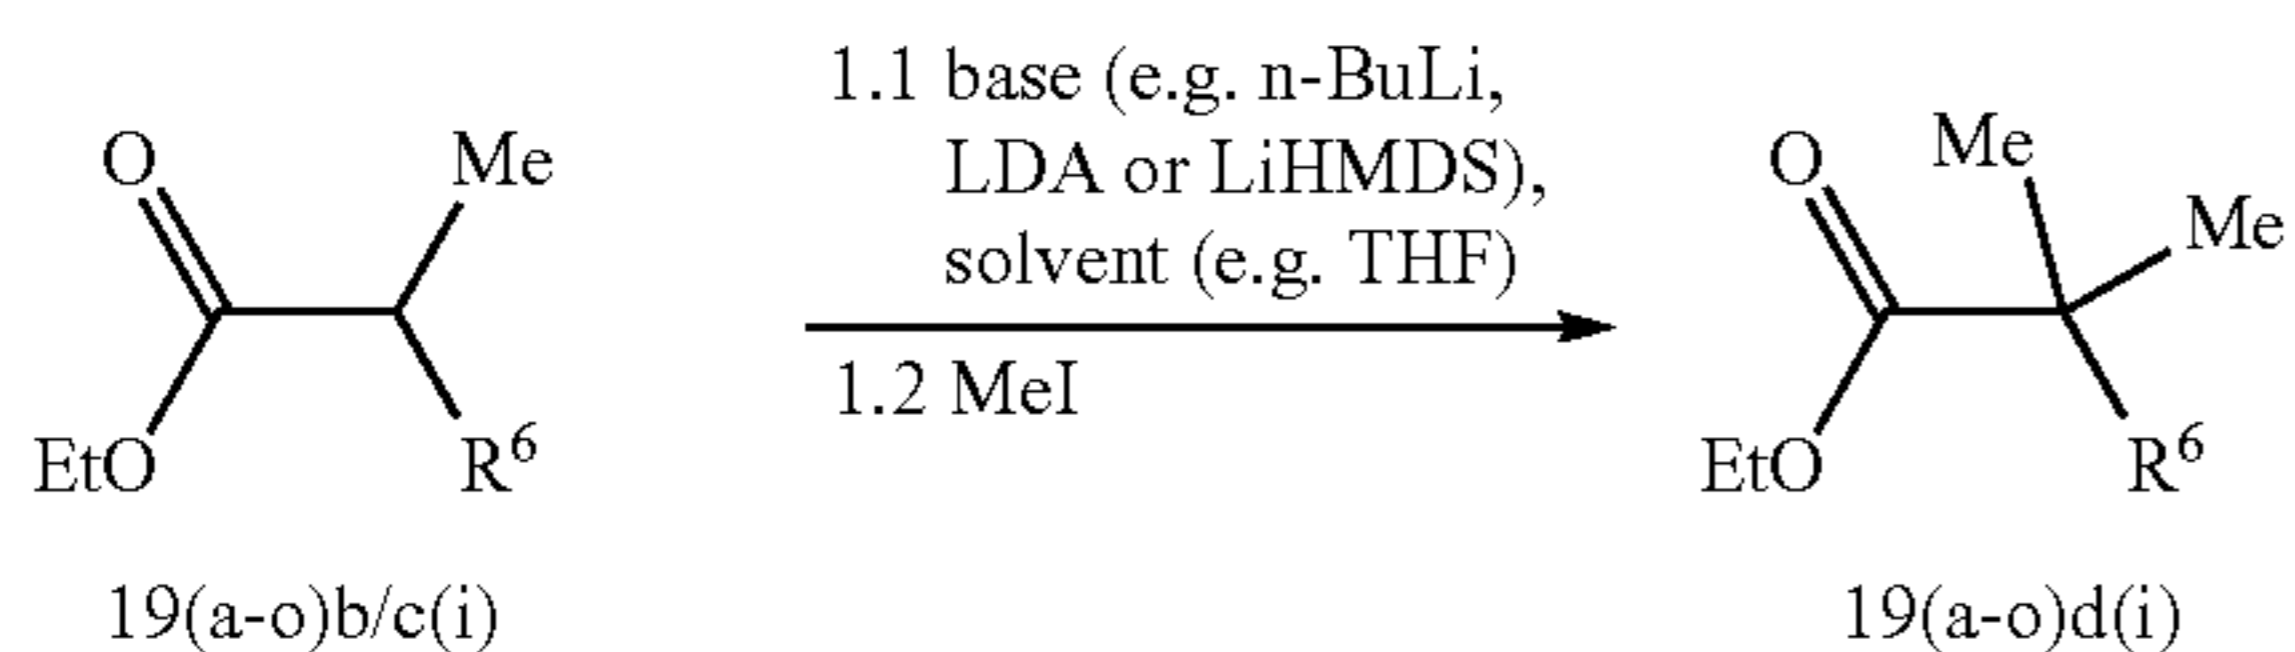 O
Me
EtO
R⁶
19(a-o)b/c(i)
1.1 base (e.g. n-BuLi,
LDA or LiHMDS),
solvent (e.g. THF)
1.2 MeI
O
Me
Me
EtO
R⁶
19(a-o)d(i)